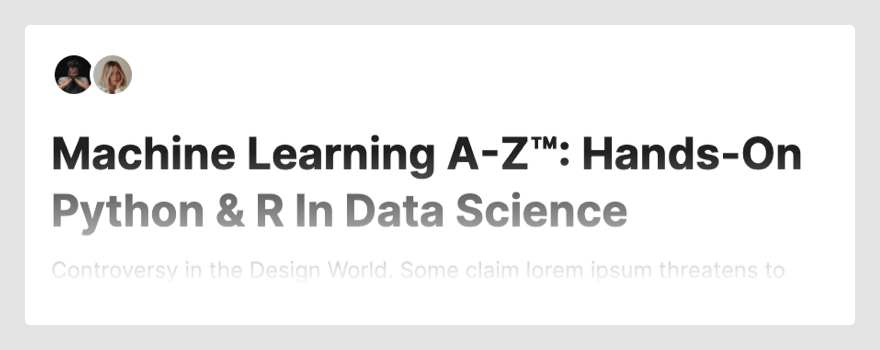 Machine Learning A-Z™: Hands-On
Python & R In Data Science
Controversy in the Design World. Some claim lorem ipsum threatens to